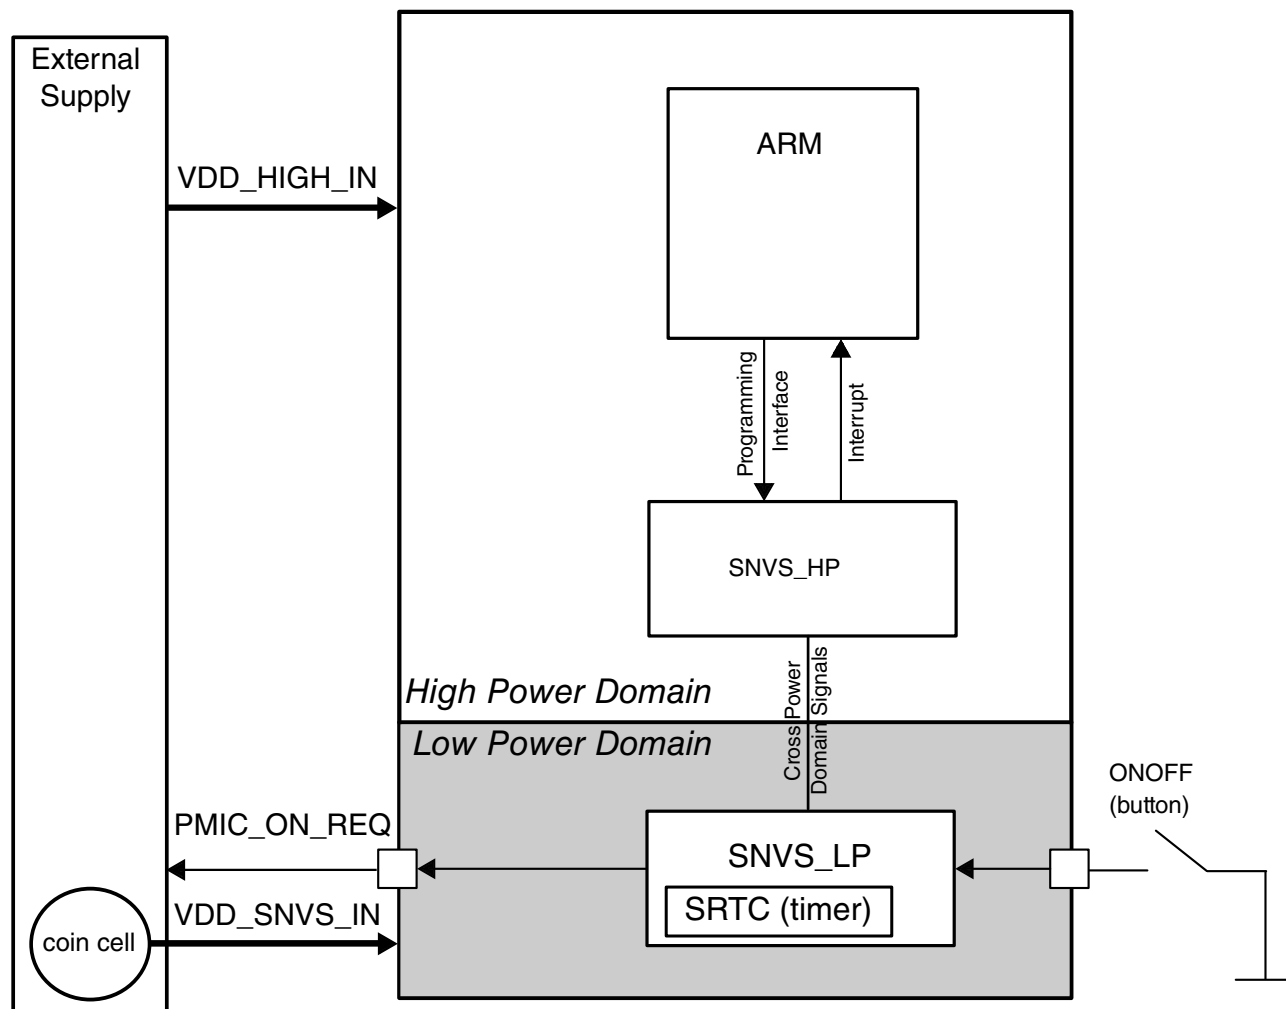 External
Supply
VDD_HIGH_IN
ARM
Programming
Interface
Interrupt
SNVS_HP
Cross Power
Domain Signals
High Power Domain
Low Power Domain
ONOFF
(button)
PMIC_ON_REQ
SNVS_LP
SRTC (timer)
VDD_SNVS_IN
coin cell